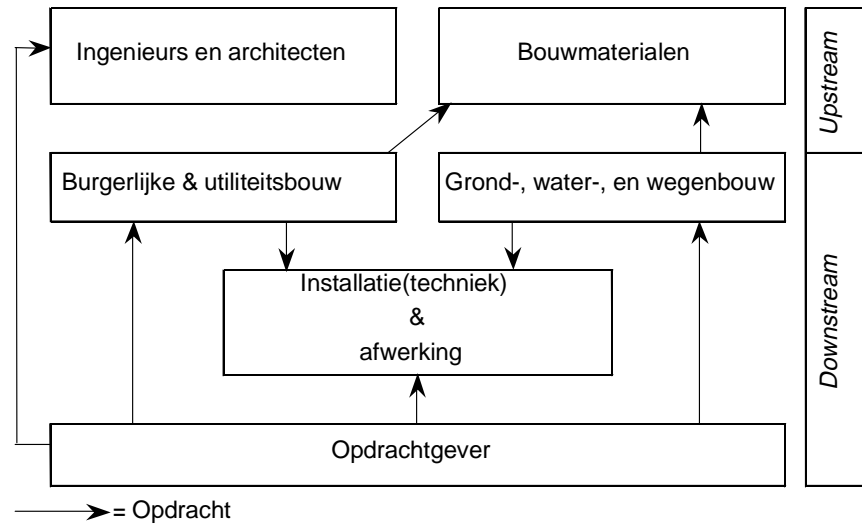 Ingenieurs en architecten
Bouwmaterialen
Upstream
Burgerlijke & utiliteitsbouw
Grond-, water-, en wegenbouw
Installatie(techniek)
&
afwerking
Downstream
Opdrachtgever
= Opdracht